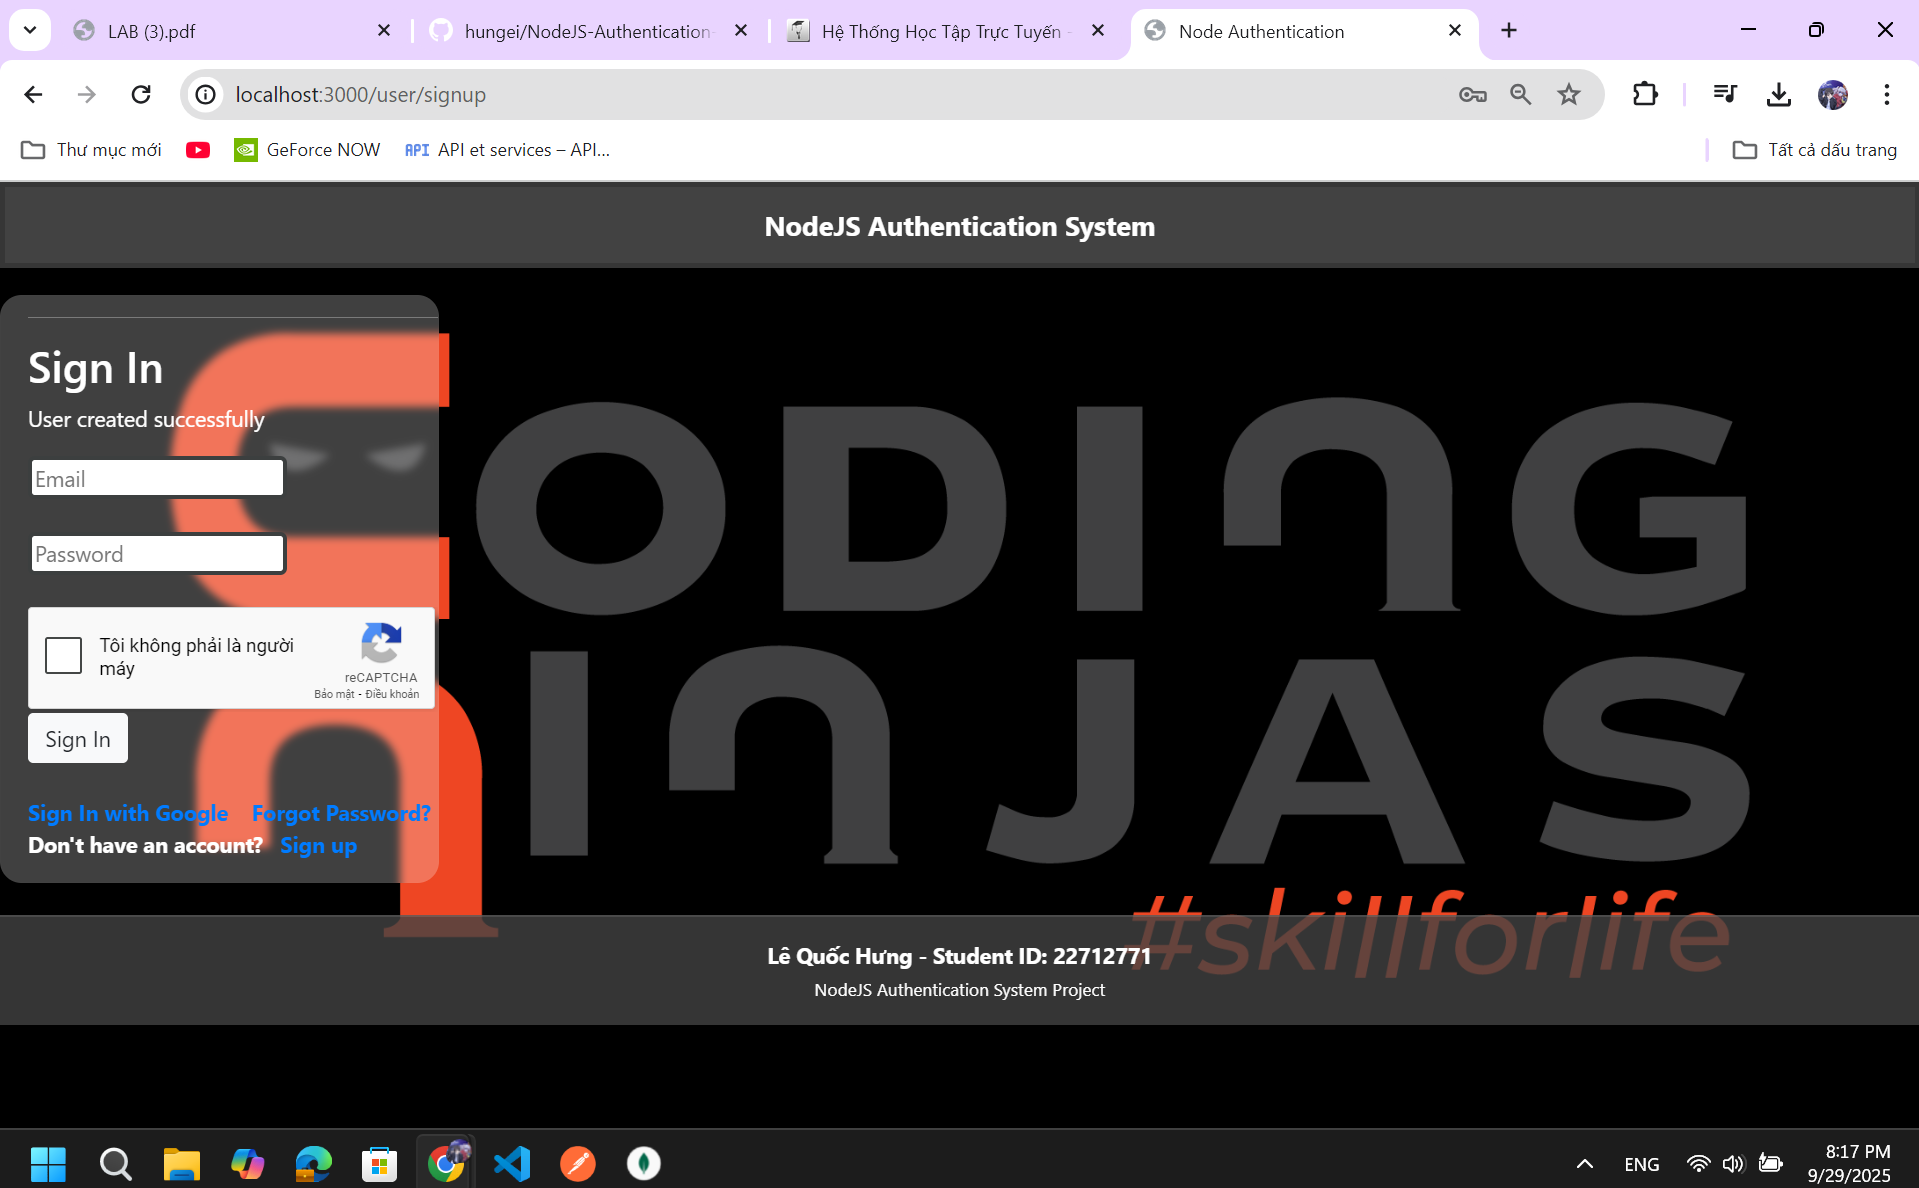 LAB (3).pdf
hungei/NodeJS-Authentication-
Hệ Thống Học Tập Trực Tuyến -
Node Authentication
localhost:3000/user/signup
Thư mục mới
GeForce NOW
API API et services – API...
Tất cả dấu trang
NodeJS Authentication System
Sign In
User created successfully
Email
Password
Tôi không phải là người
máy
reCAPTCHA
Bảo mật - Điều khoản
Sign In
Sign In with Google Forgot Password?
Don't have an account? Sign up
CODING
NINJAS
#skillforlife
Lê Quốc Hưng - Student ID: 22712771
NodeJS Authentication System Project
ENG
8:17 PM
9/29/2025